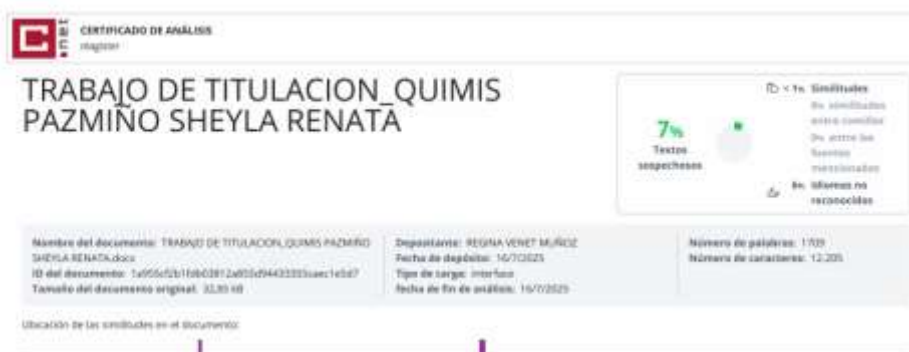 C.net
CERTIFICADO DE ANÁLISIS
magister
TRABAJO DE TITULACION_QUIMIS
PAZMIÑO SHEYLA RENATA
7%
Textos
sospechosos
< 1% Similitudes
0% similitudes
entre comillas
0% entre las
fuentes
mencionadas
Idiomas no
reconocidos
Nombre del documento: TRABAJO DE TITULACION_QUIMIS PAZMIÑO
SHEYLA RENATA.docx
ID del documento:
Tamaño del documento original: 32,85 kB
Depositante: REGINA VENET MUÑOZ
Fecha de depósito: 16/7/2025
Tipo de carga: interface
fecha de fin de análisis: 16/7/2025
Número de palabras: 1709
Número de caracteres: 12.205
Ubicación de las similitudes en el documento: